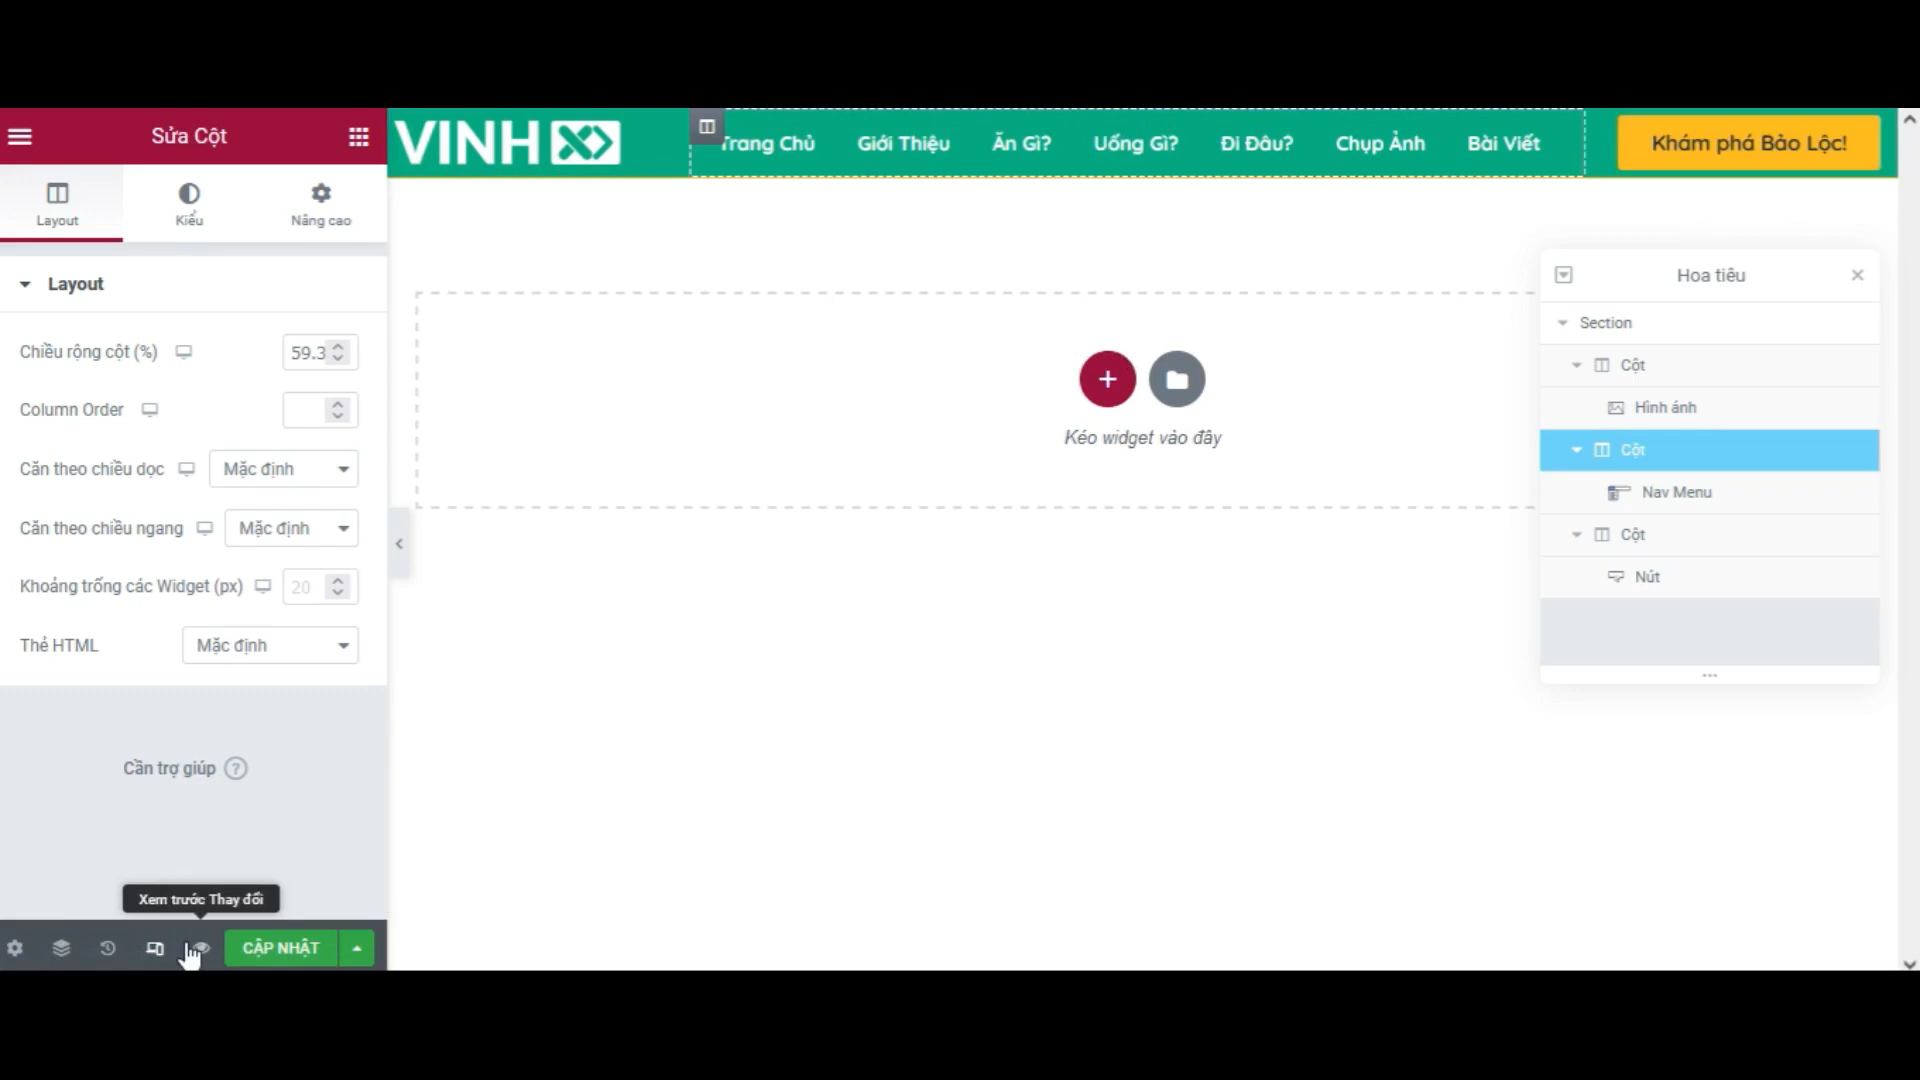 Sửa Cột
VINH
Trang Chủ
Giới Thiệu
Ăn Gì?
Uống Gì?
Đi Đâu?
Chụp Ảnh
Bài Viết
Khám phá Bảo Lộc!
Layout
Kiểu
Nâng cao
Layout
Chiều rộng cột (%)
59.3
Column Order
Căn theo chiều dọc
Mặc định
Căn theo chiều ngang
Mặc định
Khoảng trống các Widget (px)
20
Thẻ HTML
Mặc định
Cần trợ giúp
Xem trước Thay đổi
CẬP NHẬT
Kéo widget vào đây
Hoa tiêu
Section
Cột
Hình ảnh
Cột
Nav Menu
Cột
Nút